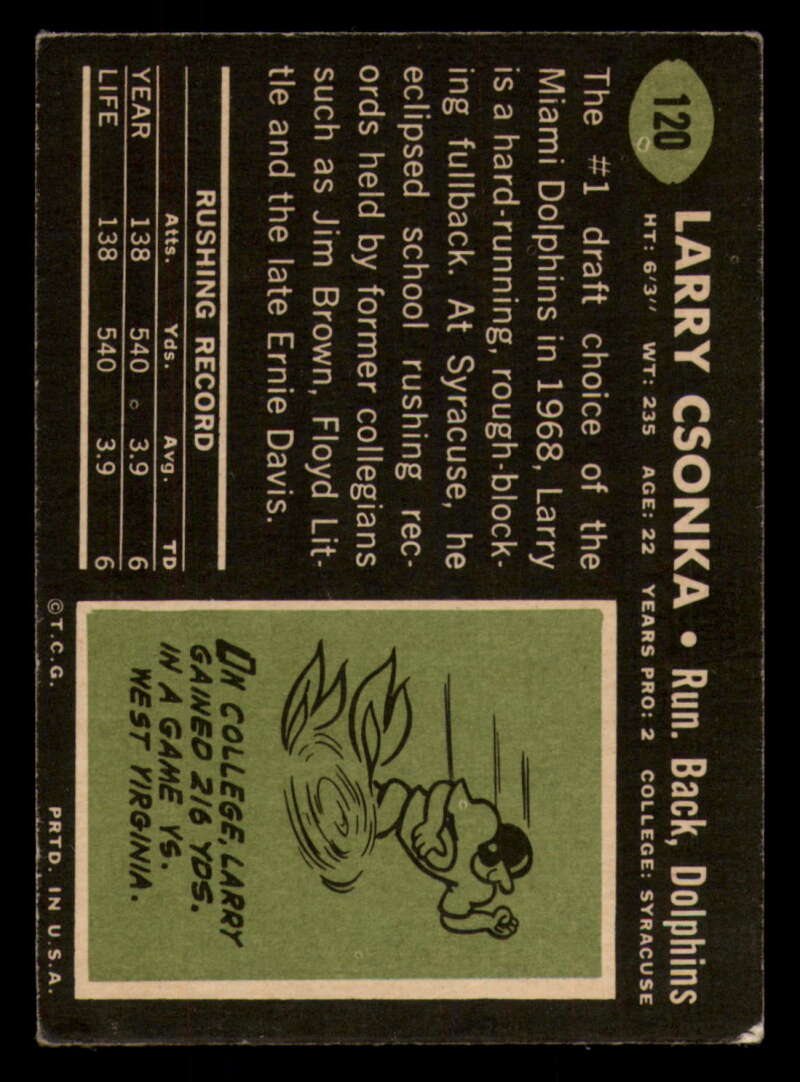 120
LARRY CSONKA • Run. Back, Dolphins
HT: 6'3" WT: 235 AGE: 22 YEARS PRO: 2 COLLEGE: SYRACUSE
The #1 draft choice of the
Miami Dolphins in 1968, Larry
is a hard-running, rough-block-
ing fullback. At Syracuse, he
eclipsed school rushing rec-
ords held by former collegians
such as Jim Brown, Floyd Lit-
tle and the late Ernie Davis.
RUSHING RECORD
Atts. Yds. Avg. TD
YEAR 138 540 3.9 6
LIFE 138 540 3.9 6
IN COLLEGE, LARRY
GAINED 216 YDS.
IN A GAME VS.
WEST VIRGINIA.
©T.C.G. PRTD. IN U.S.A.